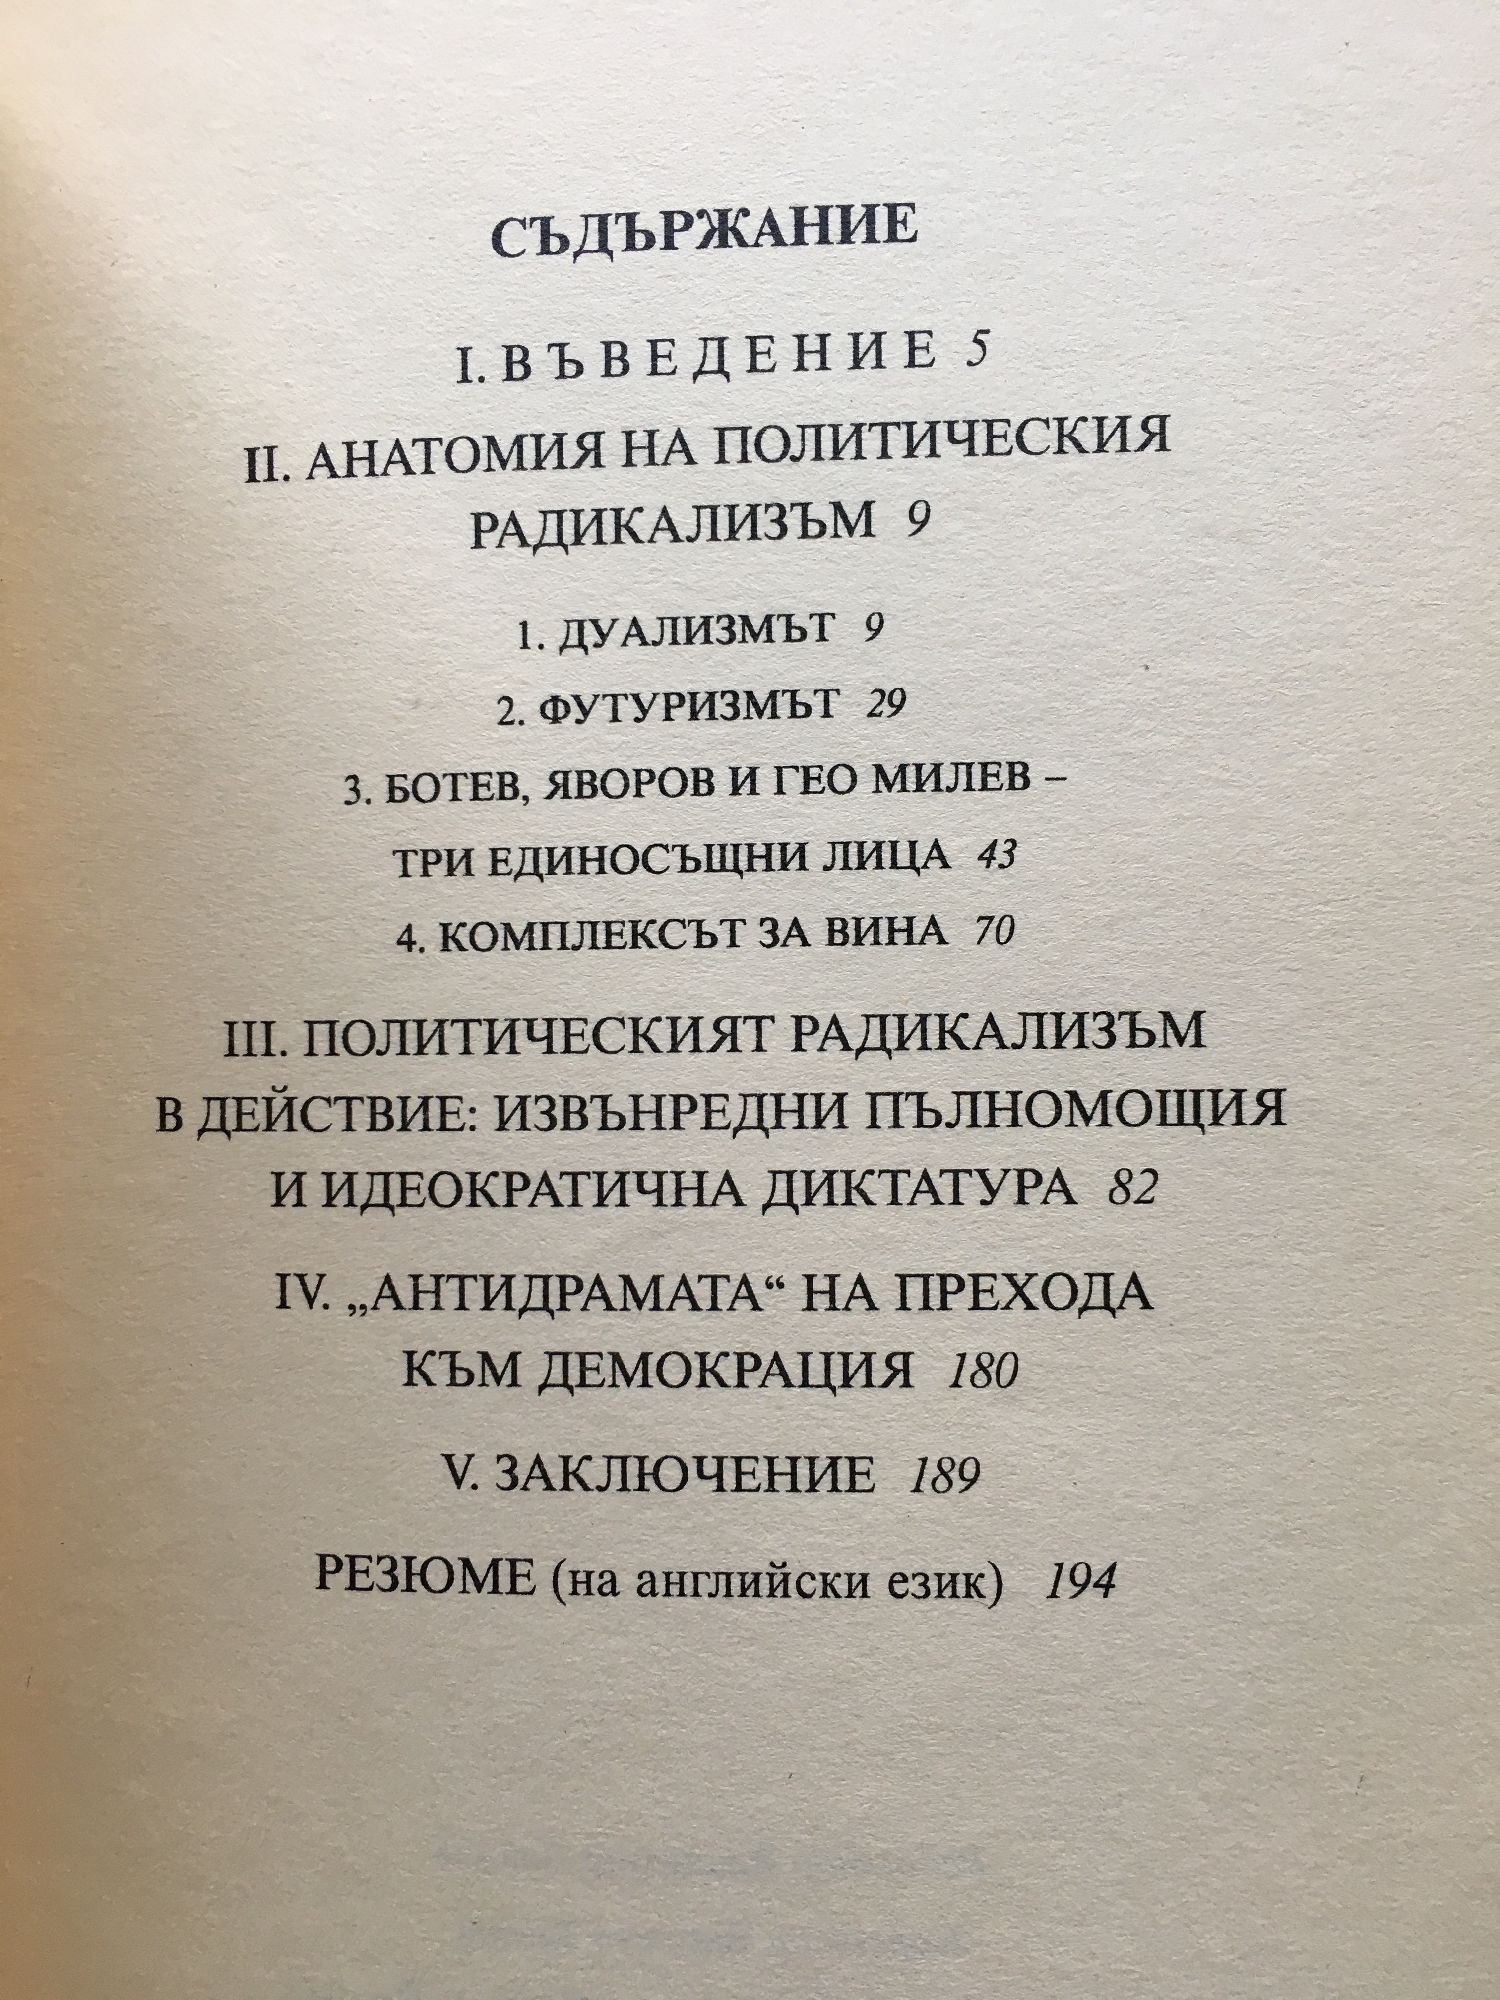 СЪДЪРЖАНИЕ
I. В Ъ В Е Д Е Н И Е 5
II. АНАТОМИЯ НА ПОЛИТИЧЕСКИЯ
РАДИКАЛИЗЪМ 9
1. ДУАЛИЗМЪТ 9
2. ФУТУРИЗМЪТ 29
3. БОТЕВ, ЯВОРОВ И ГЕО МИЛЕВ –
ТРИ ЕДИНОСЪЩНИ ЛИЦА 43
4. КОМПЛЕКСЪТ ЗА ВИНА 70
III. ПОЛИТИЧЕСКИЯТ РАДИКАЛИЗЪМ
В ДЕЙСТВИЕ: ИЗВЪНРЕДНИ ПЪЛНОМОЩИЯ
И ИДЕОКРАТИЧНА ДИКТАТУРА 82
IV. „АНТИДРАМАТА“ НА ПРЕХОДА
КЪМ ДЕМОКРАЦИЯ 180
V. ЗАКЛЮЧЕНИЕ 189
РЕЗЮМЕ (на английски език) 194